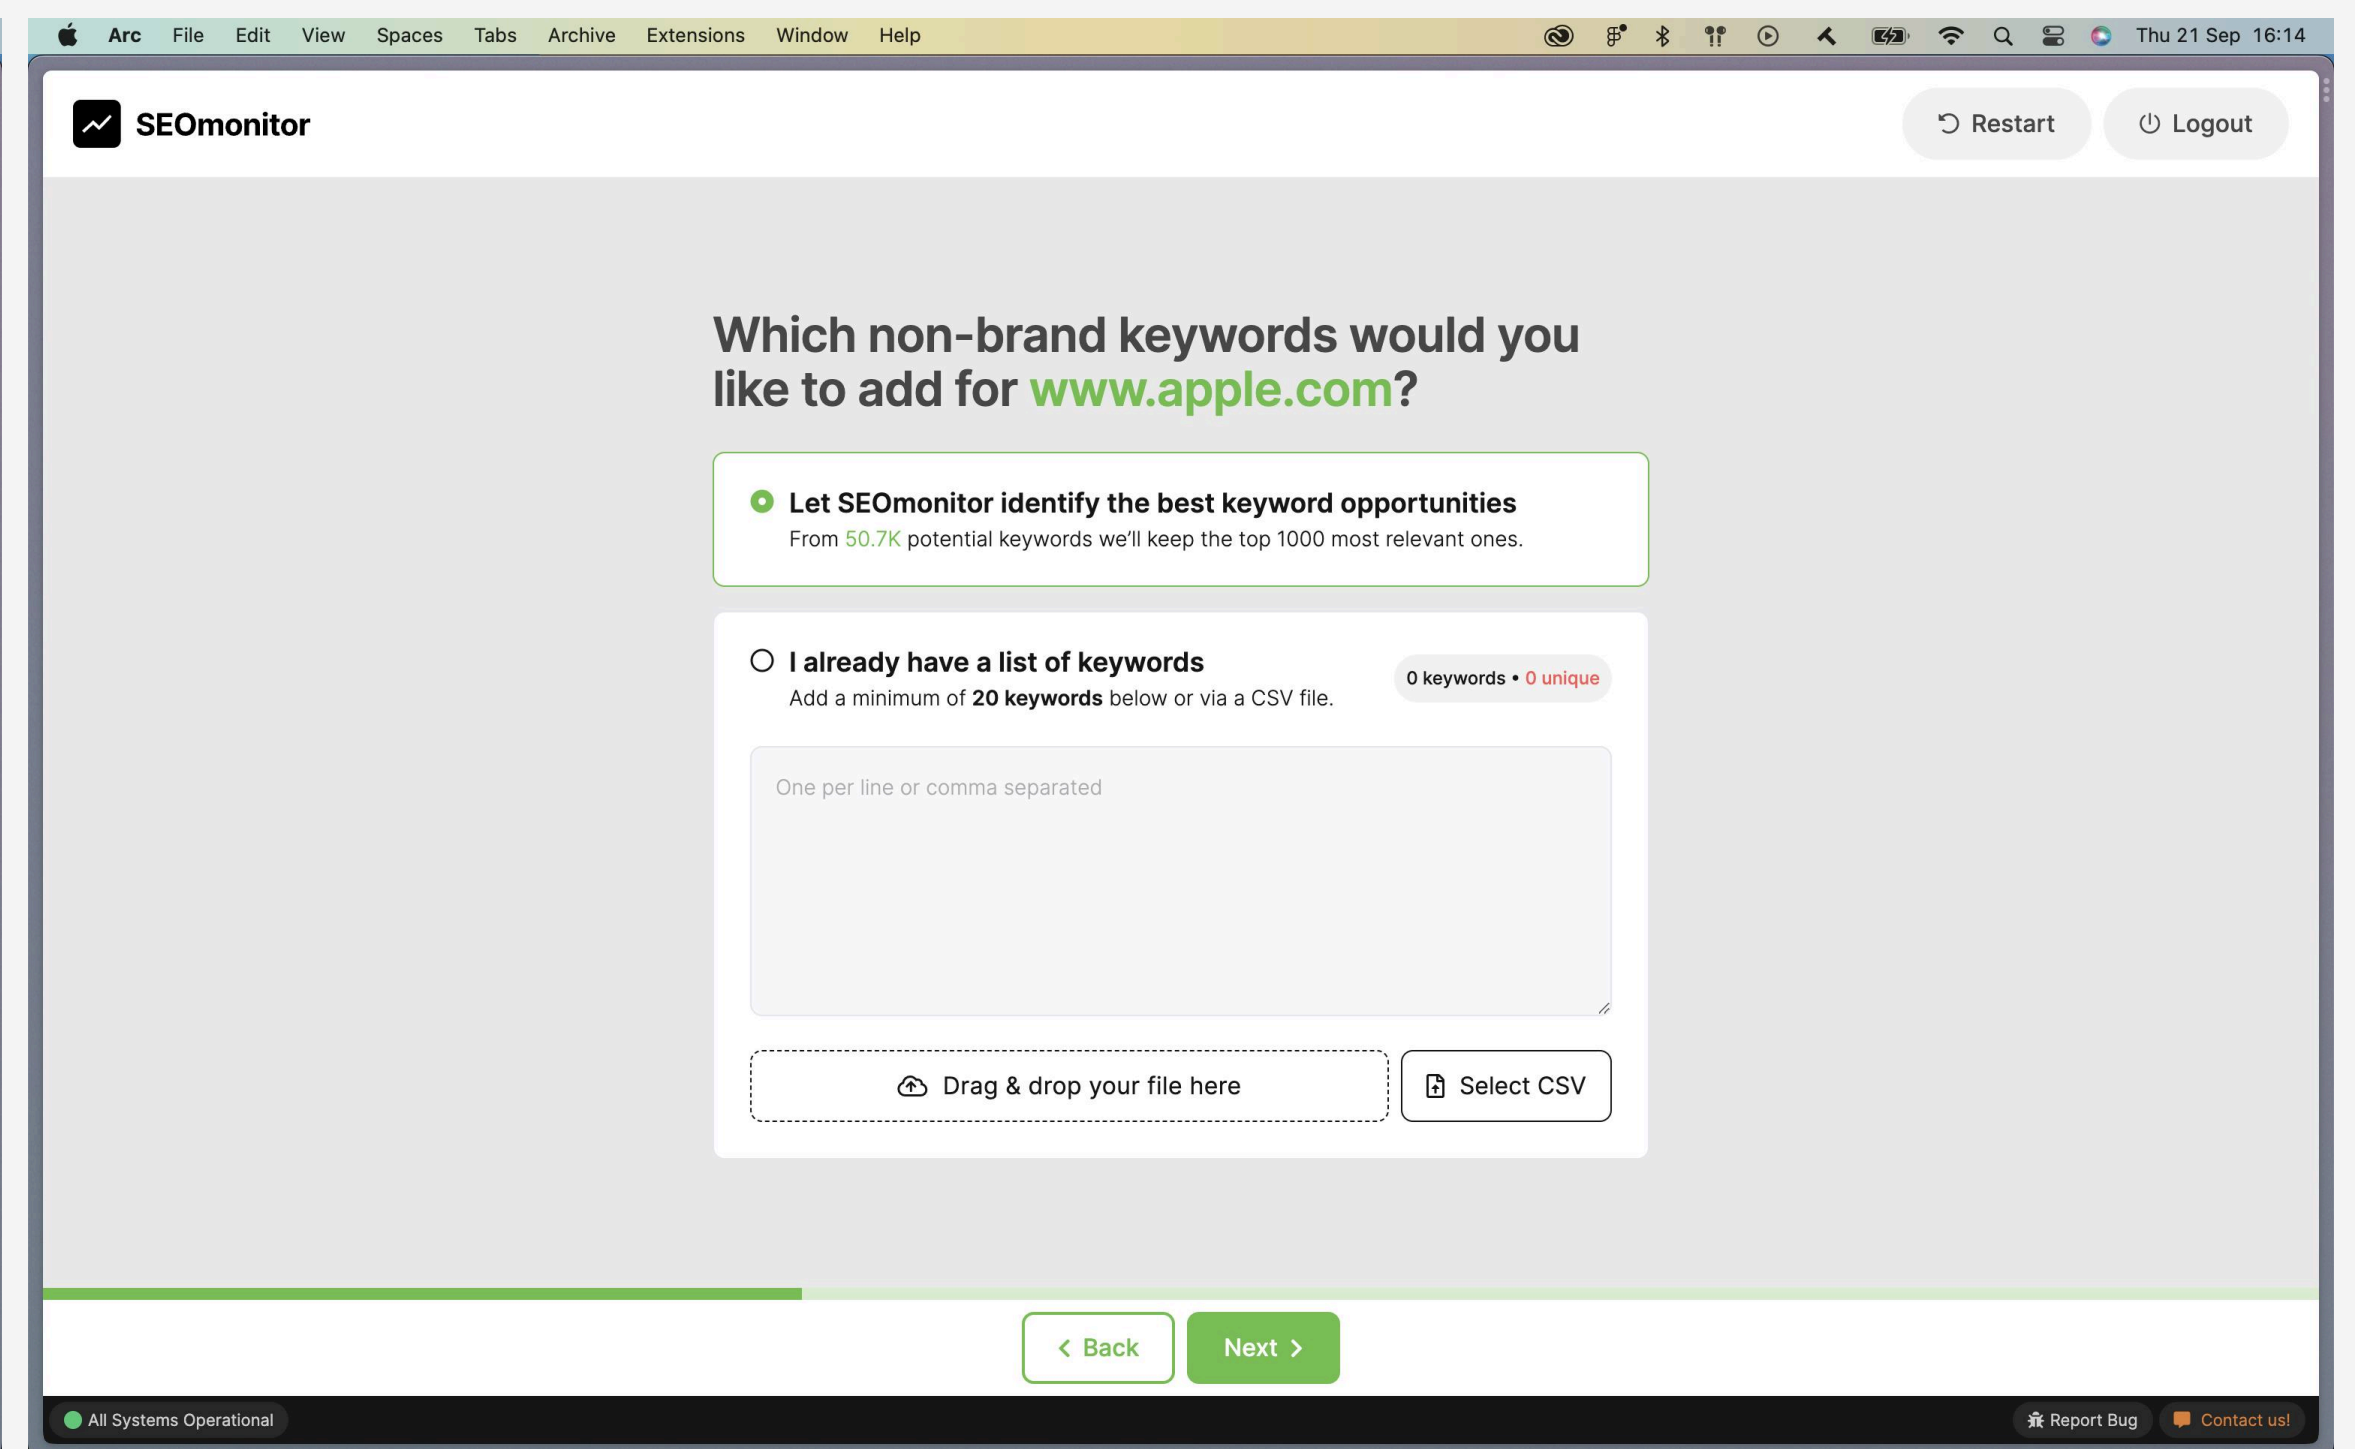 Arc File Edit View Spaces Tabs Archive Extensions Window Help Thu 21 Sep 16:14
SEOmonitor
Restart
Logout
Which non-brand keywords would you
like to add for www.apple.com?
Let SEOmonitor identify the best keyword opportunities
From 50.7K potential keywords we'll keep the top 1000 most relevant ones.
I already have a list of keywords
Add a minimum of 20 keywords below or via a CSV file.
0 keywords • 0 unique
One per line or comma separated
Drag & drop your file here
Select CSV
Back
Next
All Systems Operational
Report Bug
Contact us!